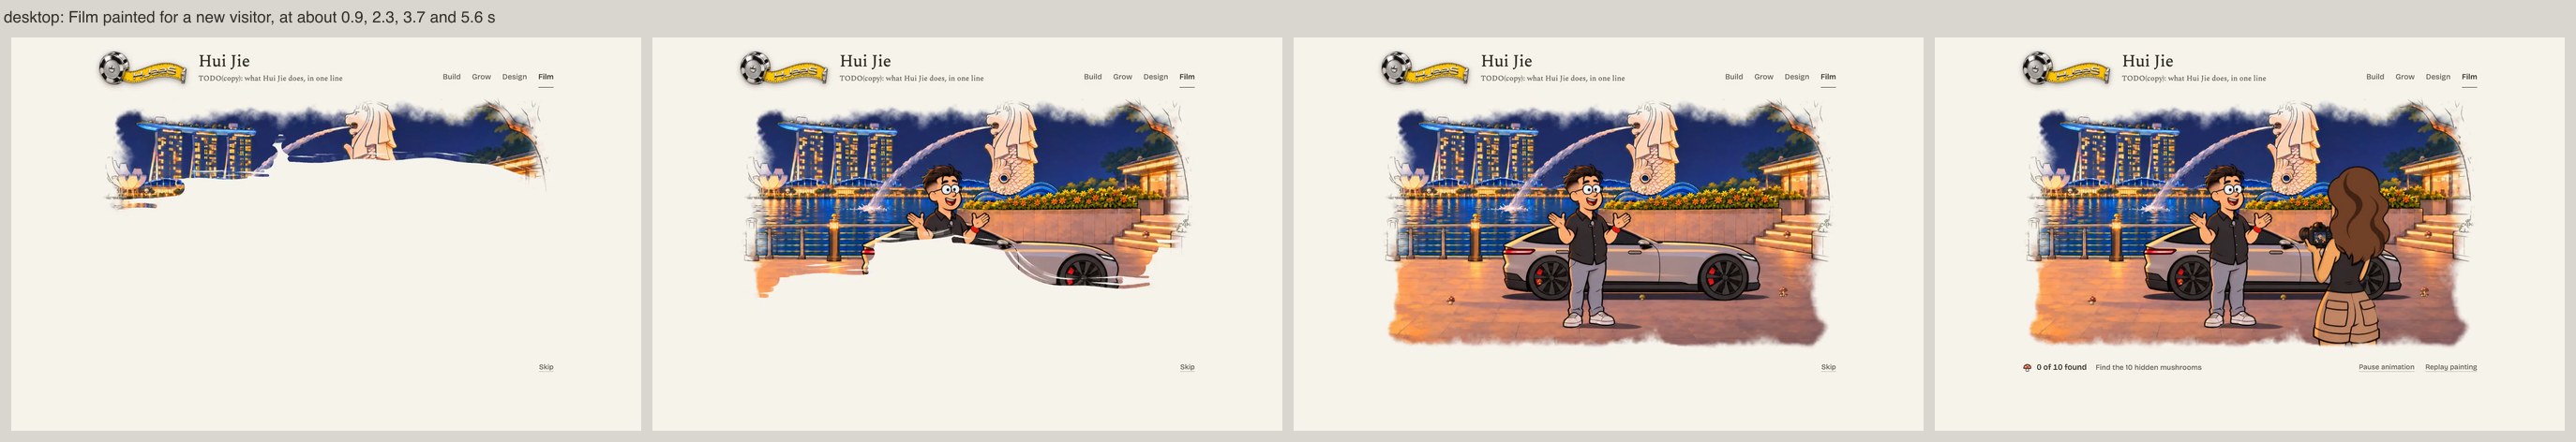 desktop: Film painted for a new visitor, at about 0.9, 2.3, 3.7 and 5.6 s
Hui Jie
TODO(copy): what Hui Jie does, in one line
Build Grow Design Film
Skip
Hui Jie
TODO(copy): what Hui Jie does, in one line
Build Grow Design Film
Skip
Hui Jie
TODO(copy): what Hui Jie does, in one line
Build Grow Design Film
Skip
Hui Jie
TODO(copy): what Hui Jie does, in one line
Build Grow Design Film
0 of 10 found Find the 10 hidden mushrooms Pause animation Replay painting